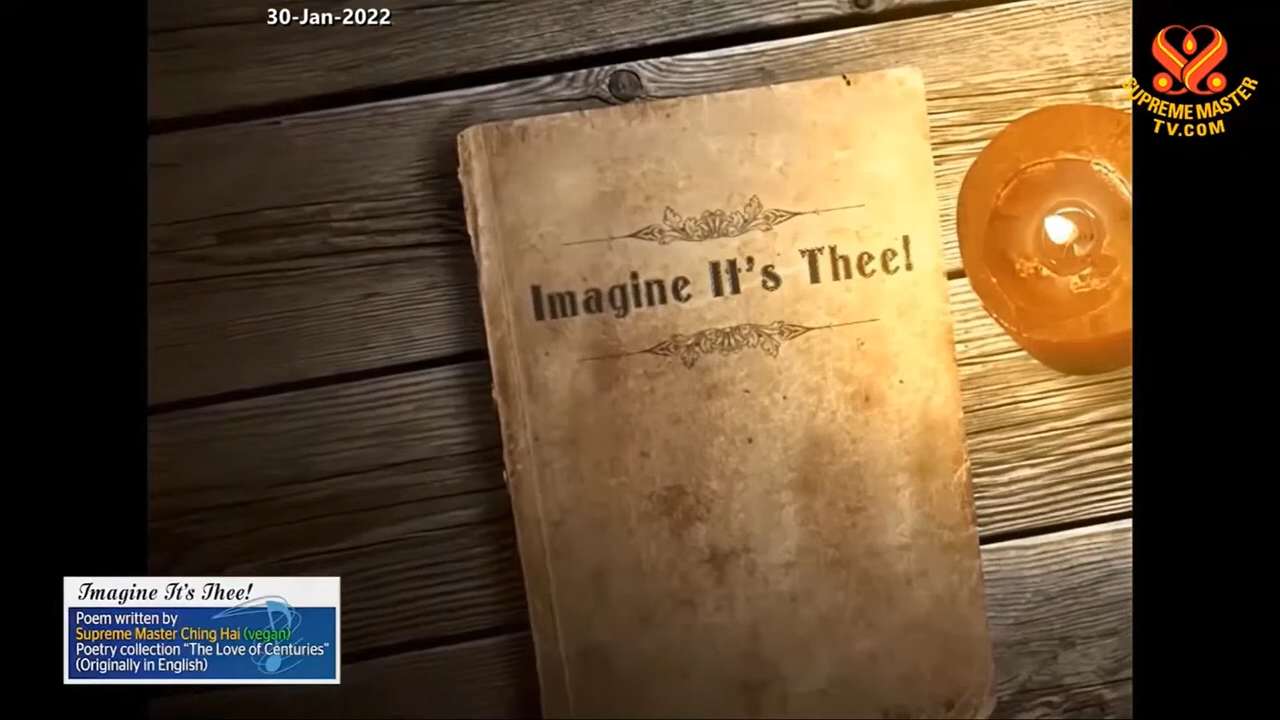 30-Jan-2022
SUPREME MASTER
TV.COM
Imagine It's Thee!
Imagine It's Thee!
Poem written by
Supreme Master Ching Hai (vegan)
Poetry collection "The Love of Centuries"
(Originally in English)